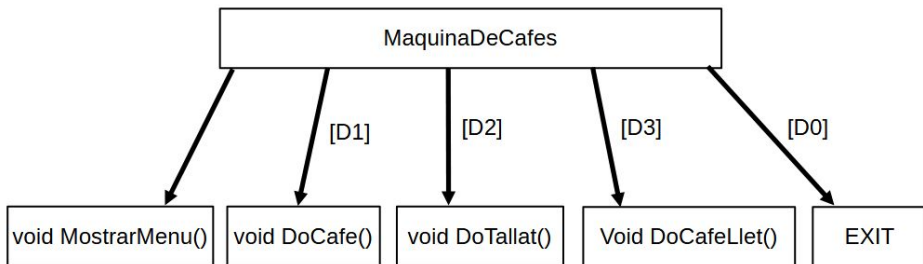 MaquinaDeCafes
[D1]
[D2]
[D3]
[D0]
void MostrarMenu()
void DoCafe()
void DoTallat()
Void DoCafeLlet()
EXIT